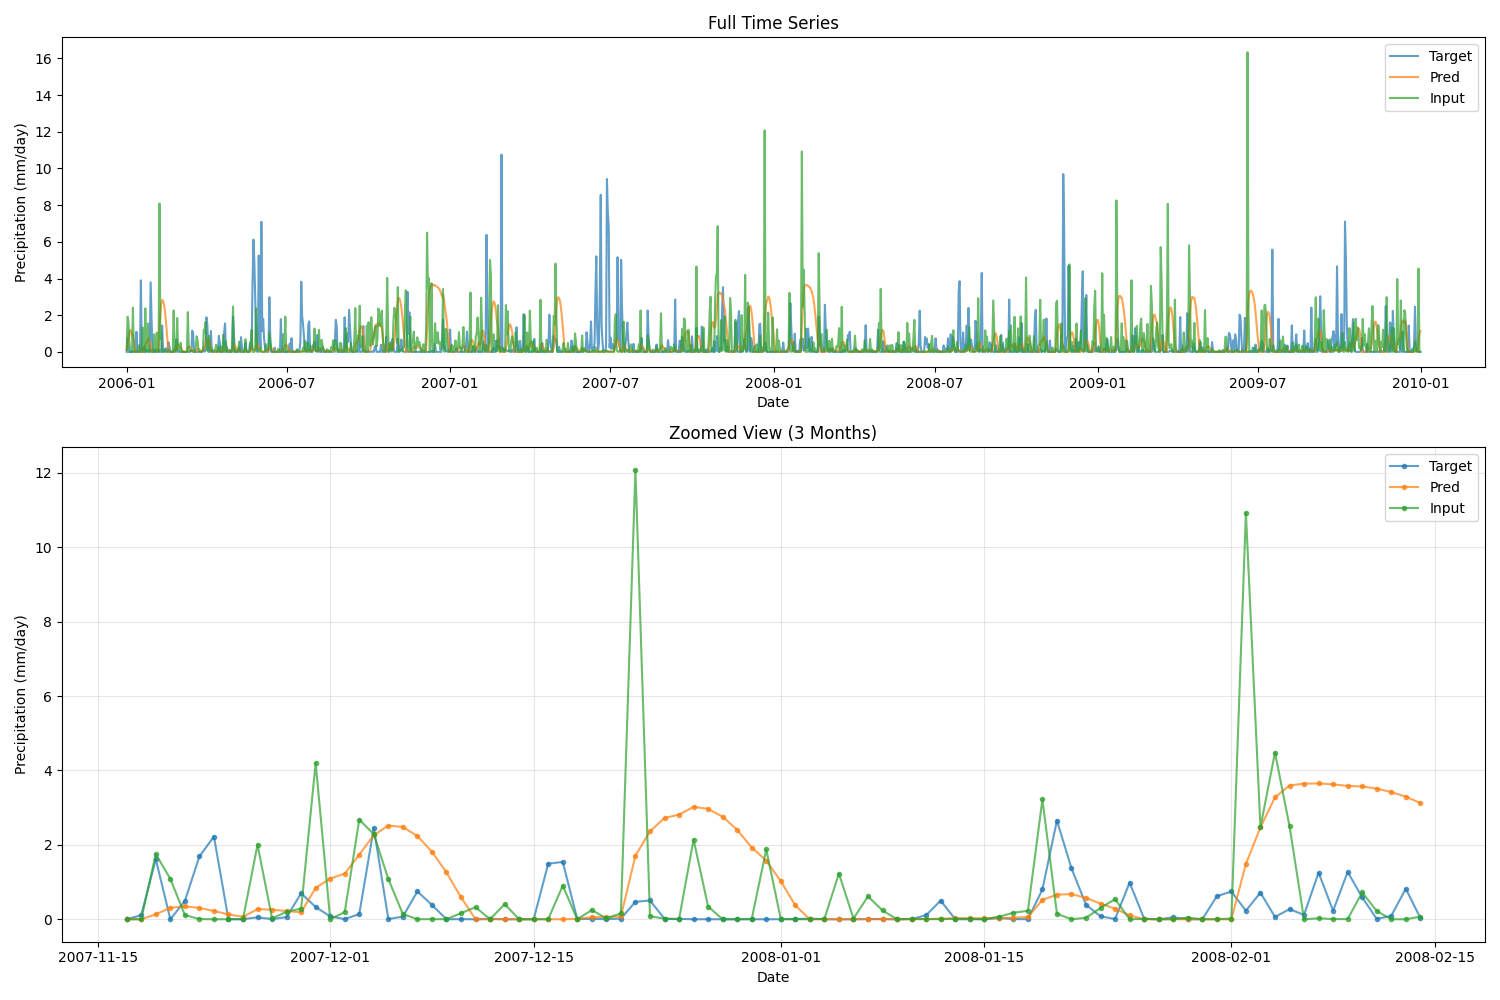 Full Time Series
Precipitation (mm/day)
16
14
12
10
8
6
4
2
0
Target
Pred
Input
2006-01 2006-07 2007-01 2007-07 2008-01 2008-07 2009-01 2009-07 2010-01
Date
Zoomed View (3 Months)
Precipitation (mm/day)
12
10
8
6
4
2
0
Target
Pred
Input
2007-11-15 2007-12-01 2007-12-15 2008-01-01 2008-01-15 2008-02-01 2008-02-15
Date